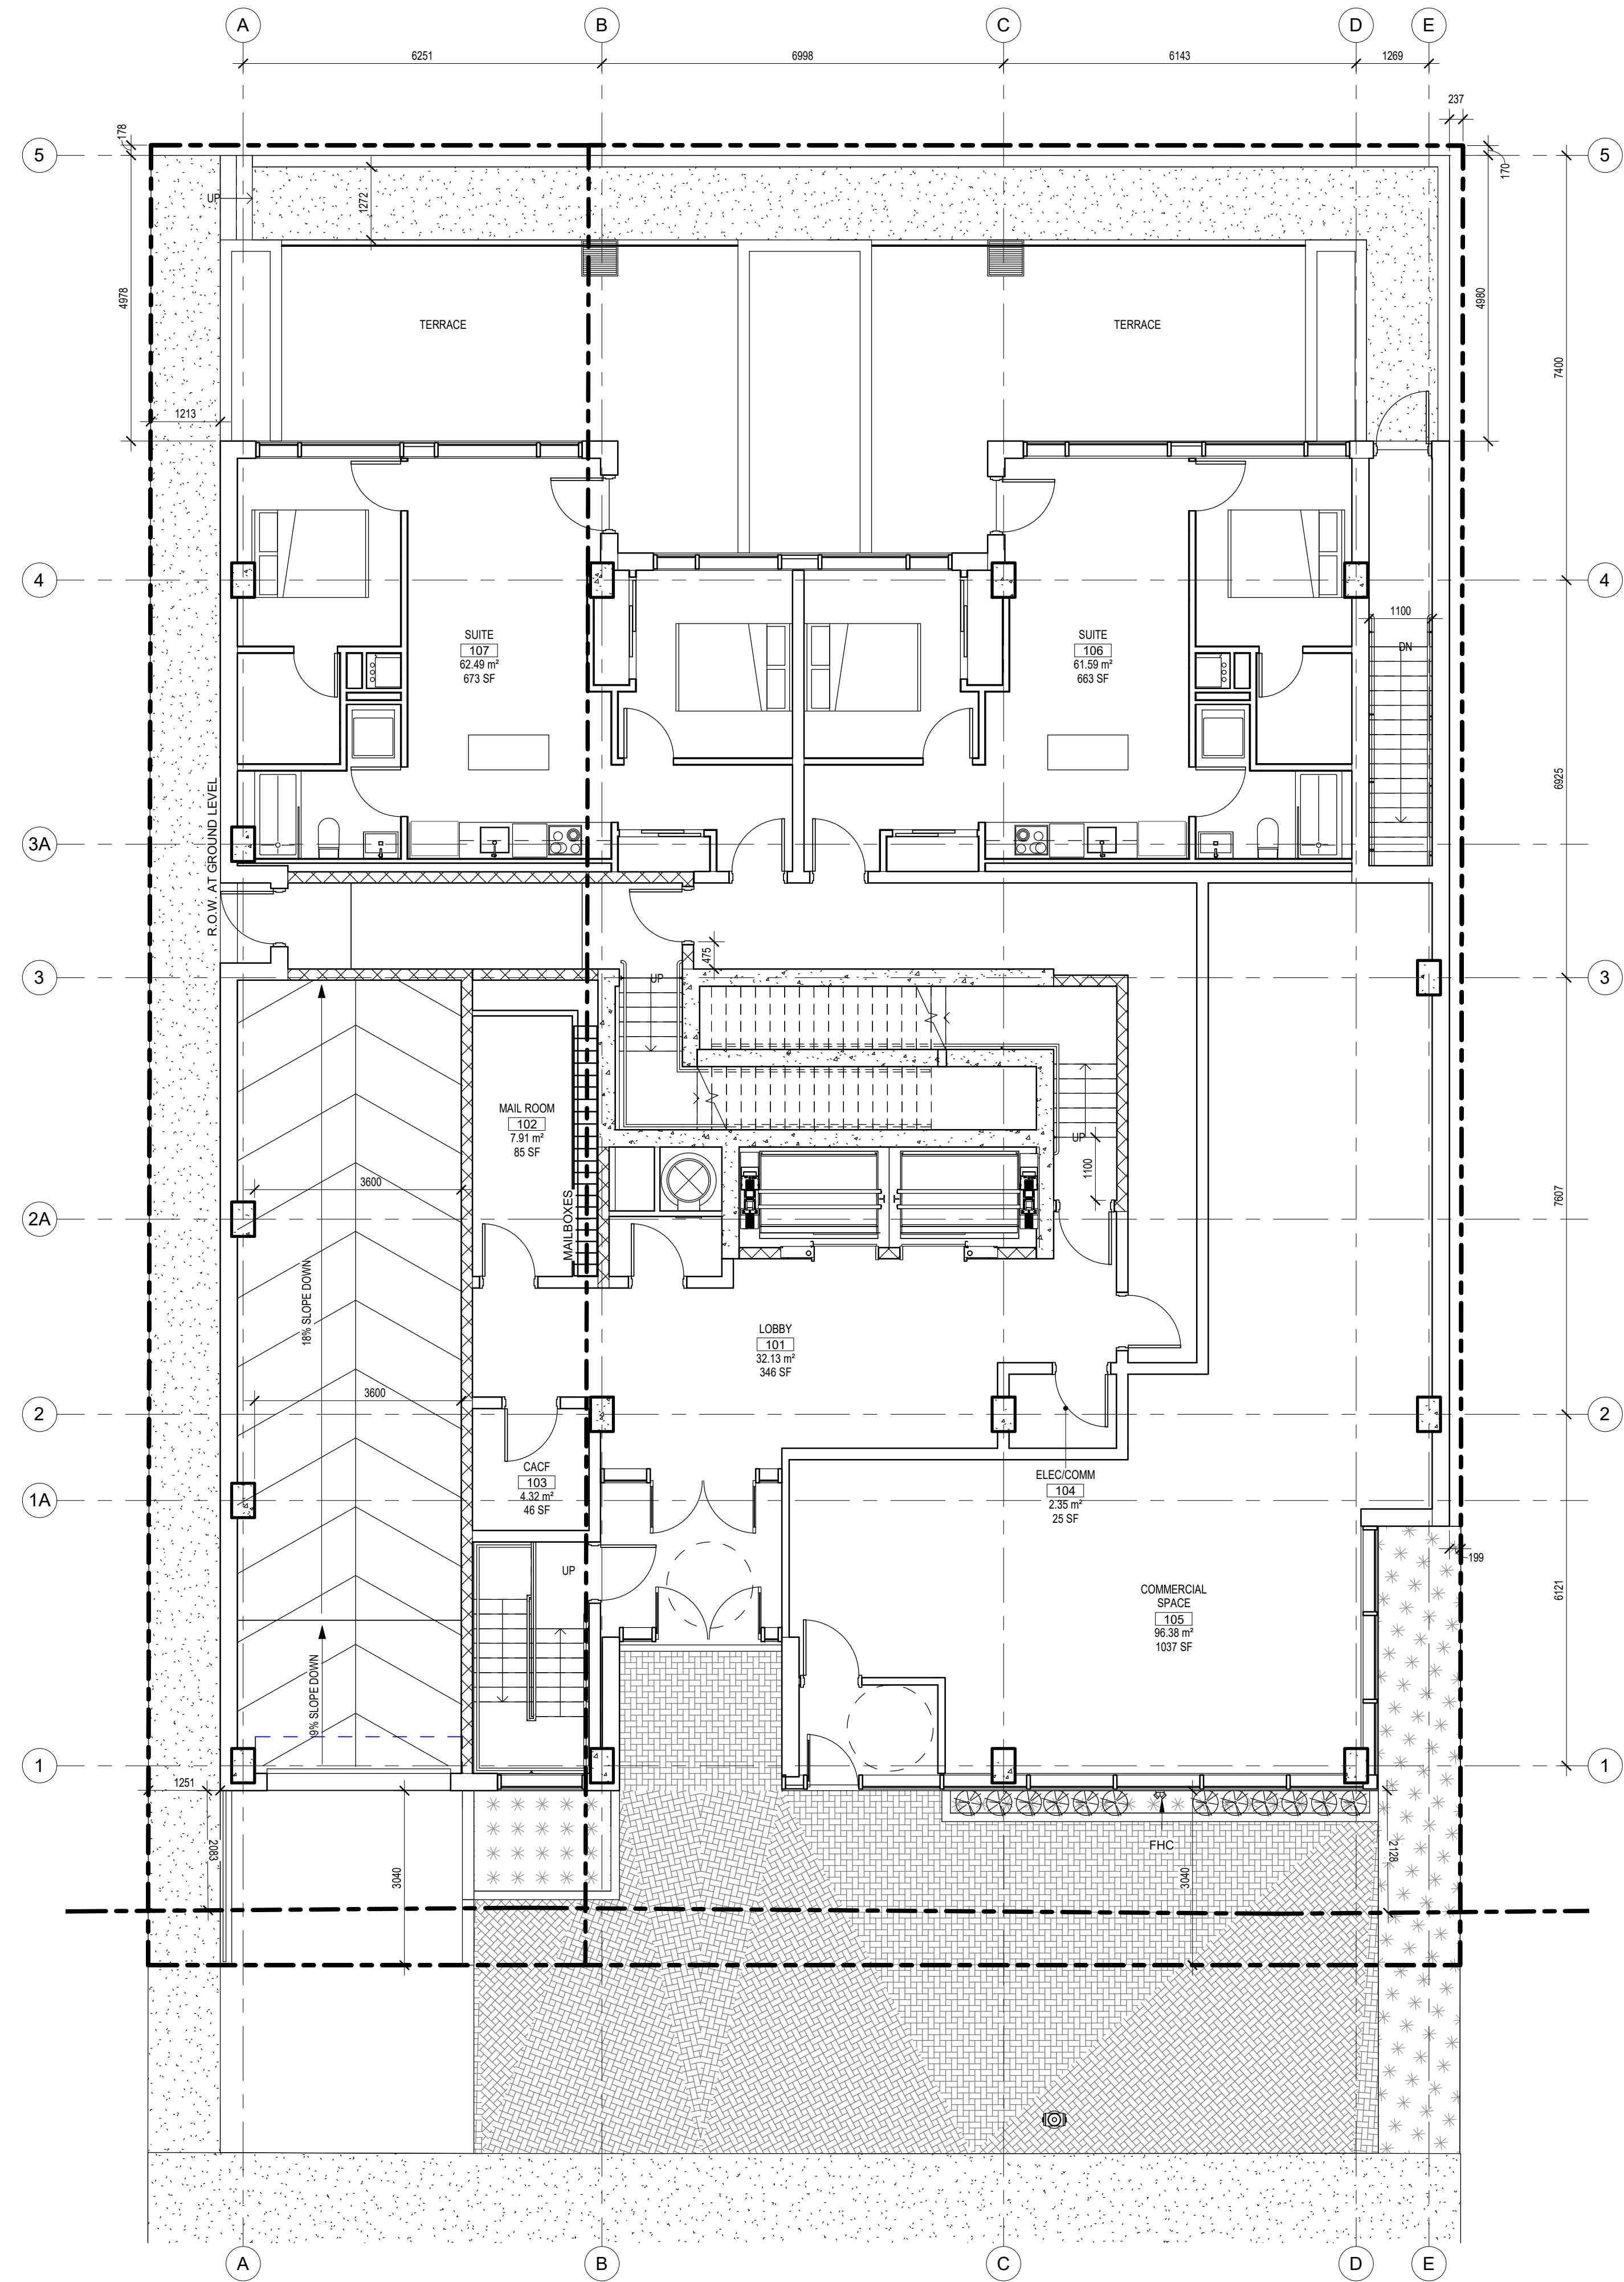 A B C D E
6251 6998 6143 1269
237
178
5 5
170
UP
1272
4978
4980
TERRACE TERRACE
7400
1213
4 4
1100
SUITE
107
62.49 m²
673 SF
SUITE
106
61.59 m²
663 SF
DN
R.O.W. AT GROUND LEVEL
6925
3A
475
3 3
UP
MAIL ROOM
102
7.91 m²
85 SF
UP
1100
3600
MAILBOXES
2A
7607
18% SLOPE DOWN
LOBBY
101
32.13 m²
346 SF
3600
2 2
CACF
103
4.32 m²
46 SF
ELEC/COMM
104
2.35 m²
25 SF
1A
199
UP
COMMERCIAL
SPACE
105
96.38 m²
1037 SF
6121
9% SLOPE DOWN
1 1
1251
FHC
2083
3040
3040
2128
A B C D E